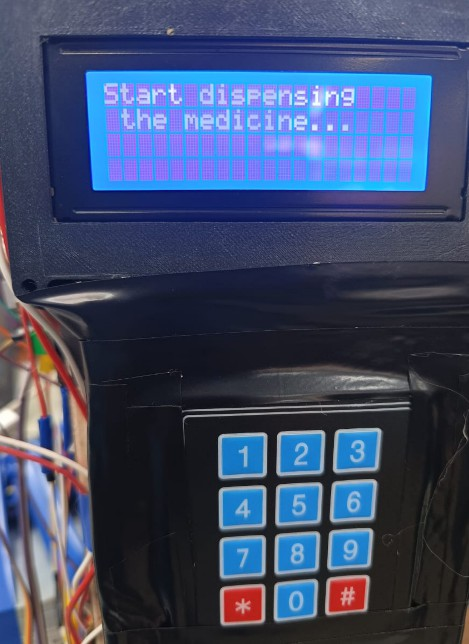 Start dispensing
the medicine...
1 2 3
4 5 6
7 8 9
* 0 #